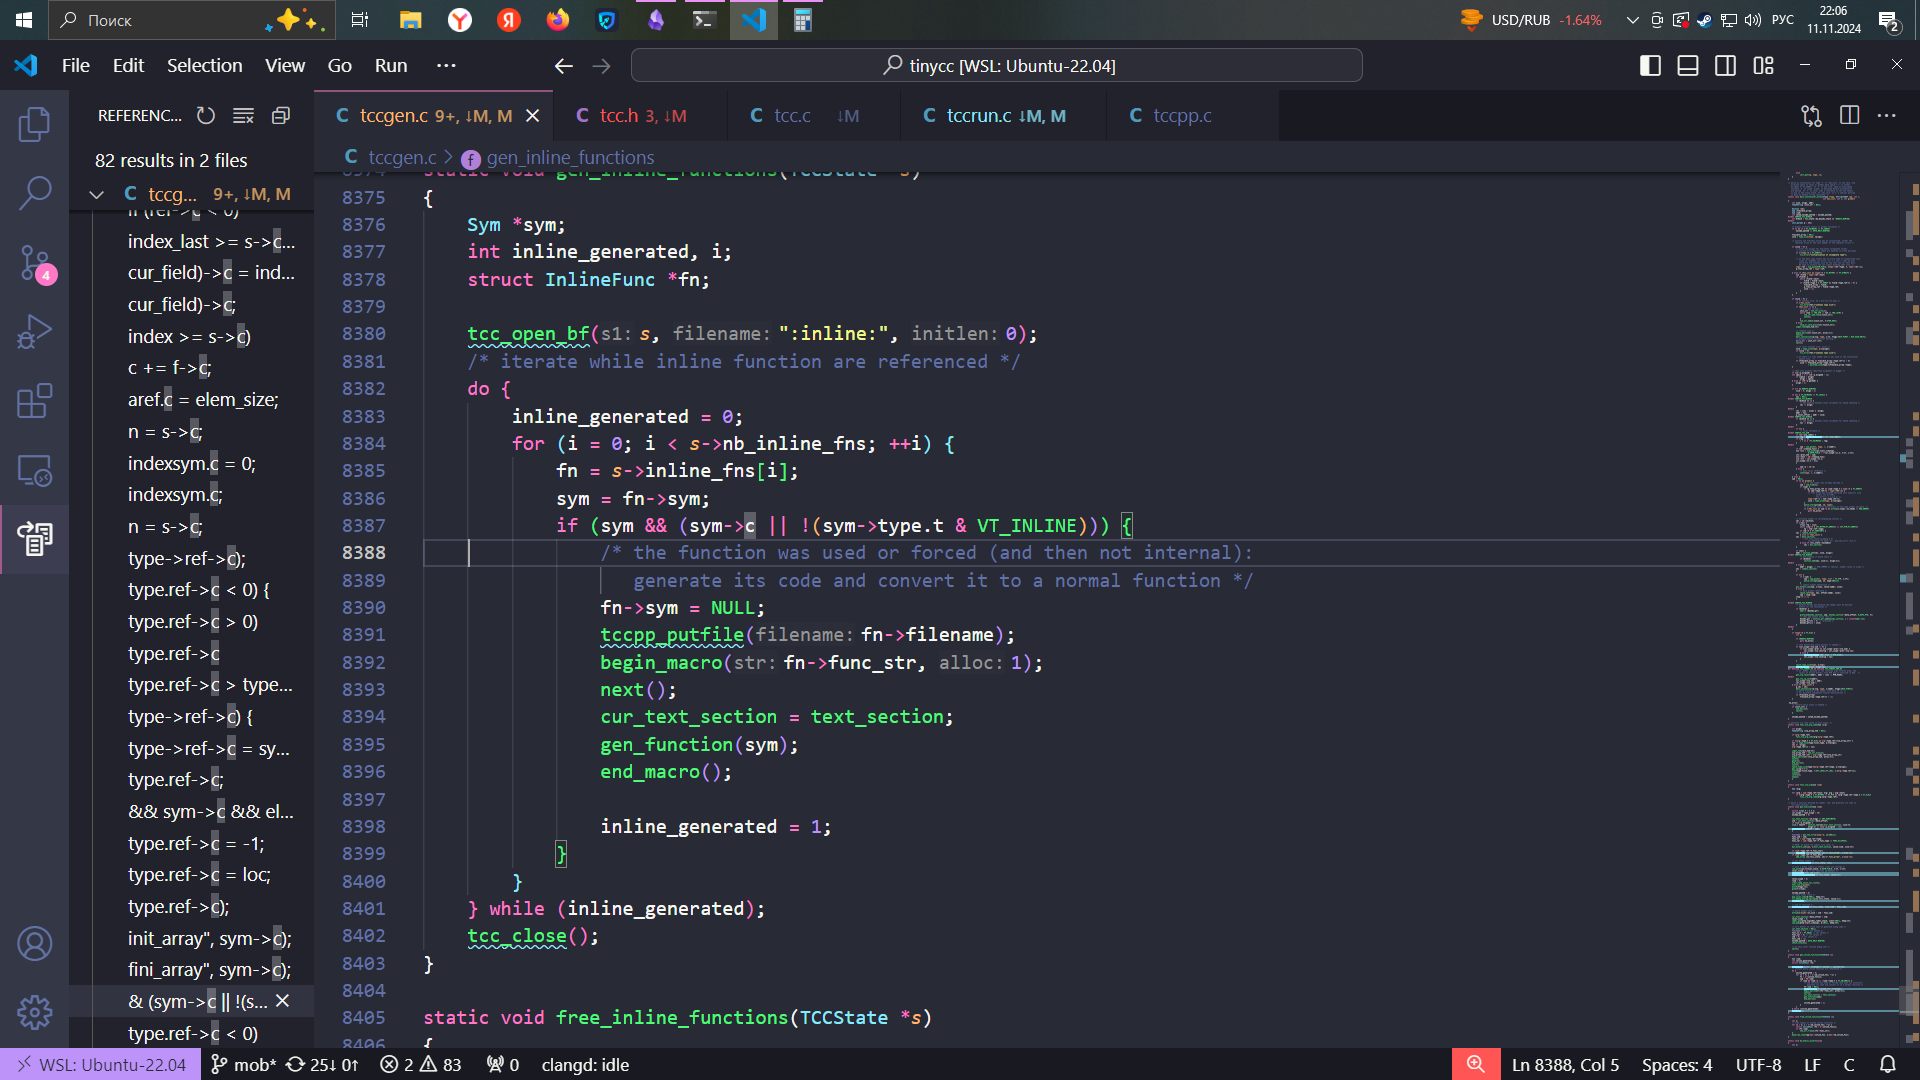 Поиск
USD/RUB -1.64%
РУС
22:06
11.11.2024
2
File Edit Selection View Go Run ···
tinycc [WSL: Ubuntu-22.04]
REFERENC...
82 results in 2 files
C tccg... 9+, ↓M, M
if (ref->c < 0)
index_last >= s->c...
cur_field)->c = ind...
cur_field)->c;
index >= s->c)
c += f->c;
aref.c = elem_size;
n = s->c;
indexsym.c = 0;
indexsym.c;
n = s->c;
type->ref->c);
type.ref->c < 0) {
type.ref->c > 0)
type.ref->c
type.ref->c > type...
type->ref->c) {
type->ref->c = sy...
type.ref->c;
&& sym->c && el...
type.ref->c = -1;
type.ref->c = loc;
type.ref->c);
init_array", sym->c);
fini_array", sym->c);
& (sym->c || !(s...
type.ref->c < 0)
4
C tccgen.c 9+, ↓M, M
C tcc.h 3, ↓M
C tcc.c ↓M
C tccrun.c ↓M, M
C tccpp.c
C tccgen.c > f gen_inline_functions
8374 static void gen_inline_functions(TCCState *s)
8375 {
8376     Sym *sym;
8377     int inline_generated, i;
8378     struct InlineFunc *fn;
8379
8380     tcc_open_bf(s1: s, filename: ":inline:", initlen: 0);
8381     /* iterate while inline function are referenced */
8382     do {
8383         inline_generated = 0;
8384         for (i = 0; i < s->nb_inline_fns; ++i) {
8385             fn = s->inline_fns[i];
8386             sym = fn->sym;
8387             if (sym && (sym->c || !(sym->type.t & VT_INLINE))) {
8388                 /* the function was used or forced (and then not internal):
8389                    generate its code and convert it to a normal function */
8390                 fn->sym = NULL;
8391                 tccpp_putfile(filename: fn->filename);
8392                 begin_macro(str: fn->func_str, alloc: 1);
8393                 next();
8394                 cur_text_section = text_section;
8395                 gen_function(sym);
8396                 end_macro();
8397
8398                 inline_generated = 1;
8399             }
8400         }
8401     } while (inline_generated);
8402     tcc_close();
8403 }
8404
8405 static void free_inline_functions(TCCState *s)
8406 {
WSL: Ubuntu-22.04 mob* 25↓ 0↑ 2 83 0 clangd: idle
Ln 8388, Col 5 Spaces: 4 UTF-8 LF C